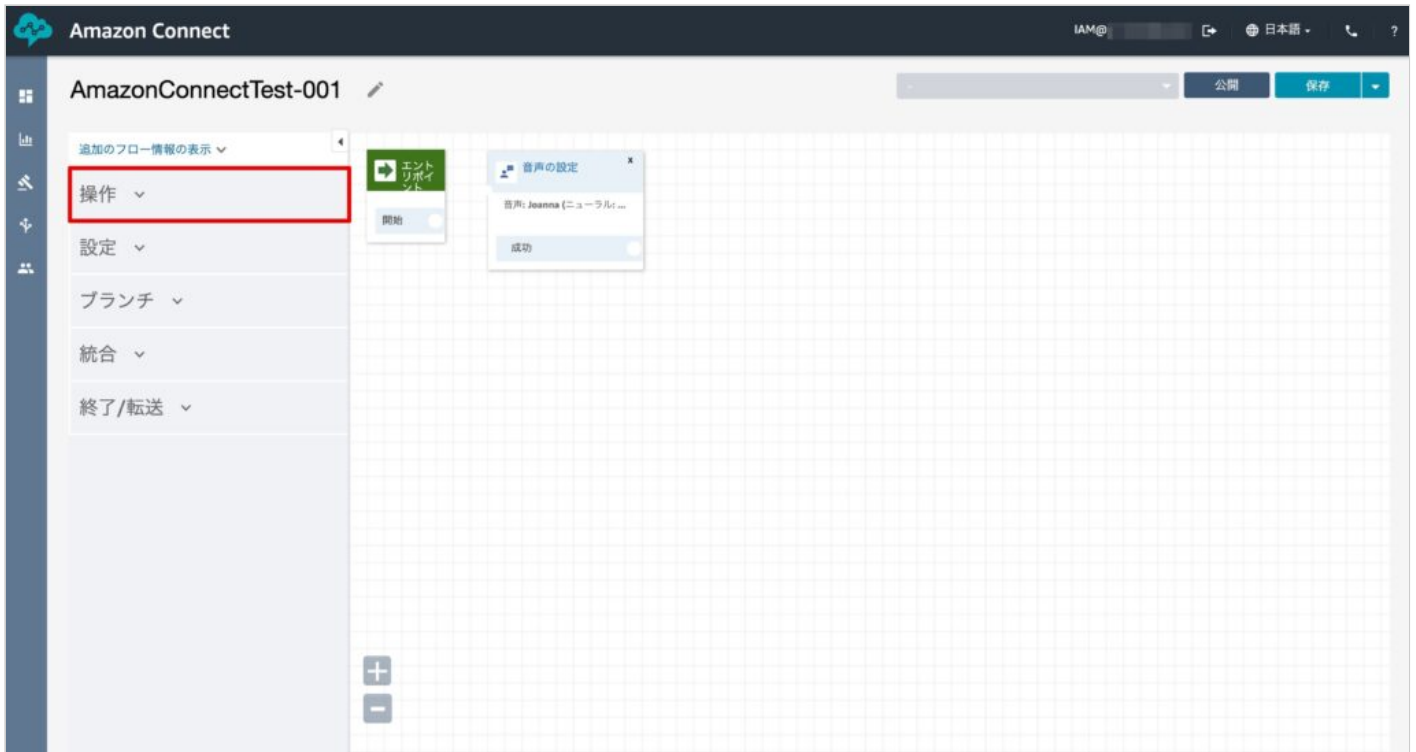 Amazon Connect
IAM@
日本語
?
AmazonConnectTest-001
公開
保存
追加のフロー情報の表示
操作
設定
ブランチ
統合
終了/転送
エント
リポイ
ント
開始
音声の設定
x
音声: Joanna (ニューラル: ...
成功